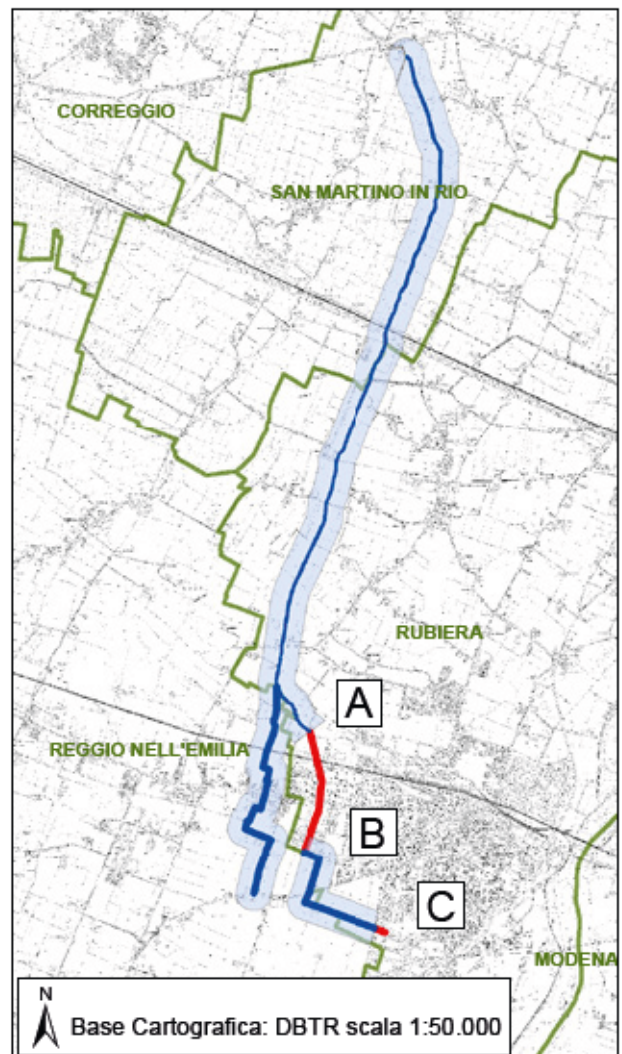 CORREGGIO
SAN MARTINO IN RIO
RUBIERA
A
REGGIO NELL'EMILIA
B
C
MODENA
N
Base Cartografica: DBTR scala 1:50.000